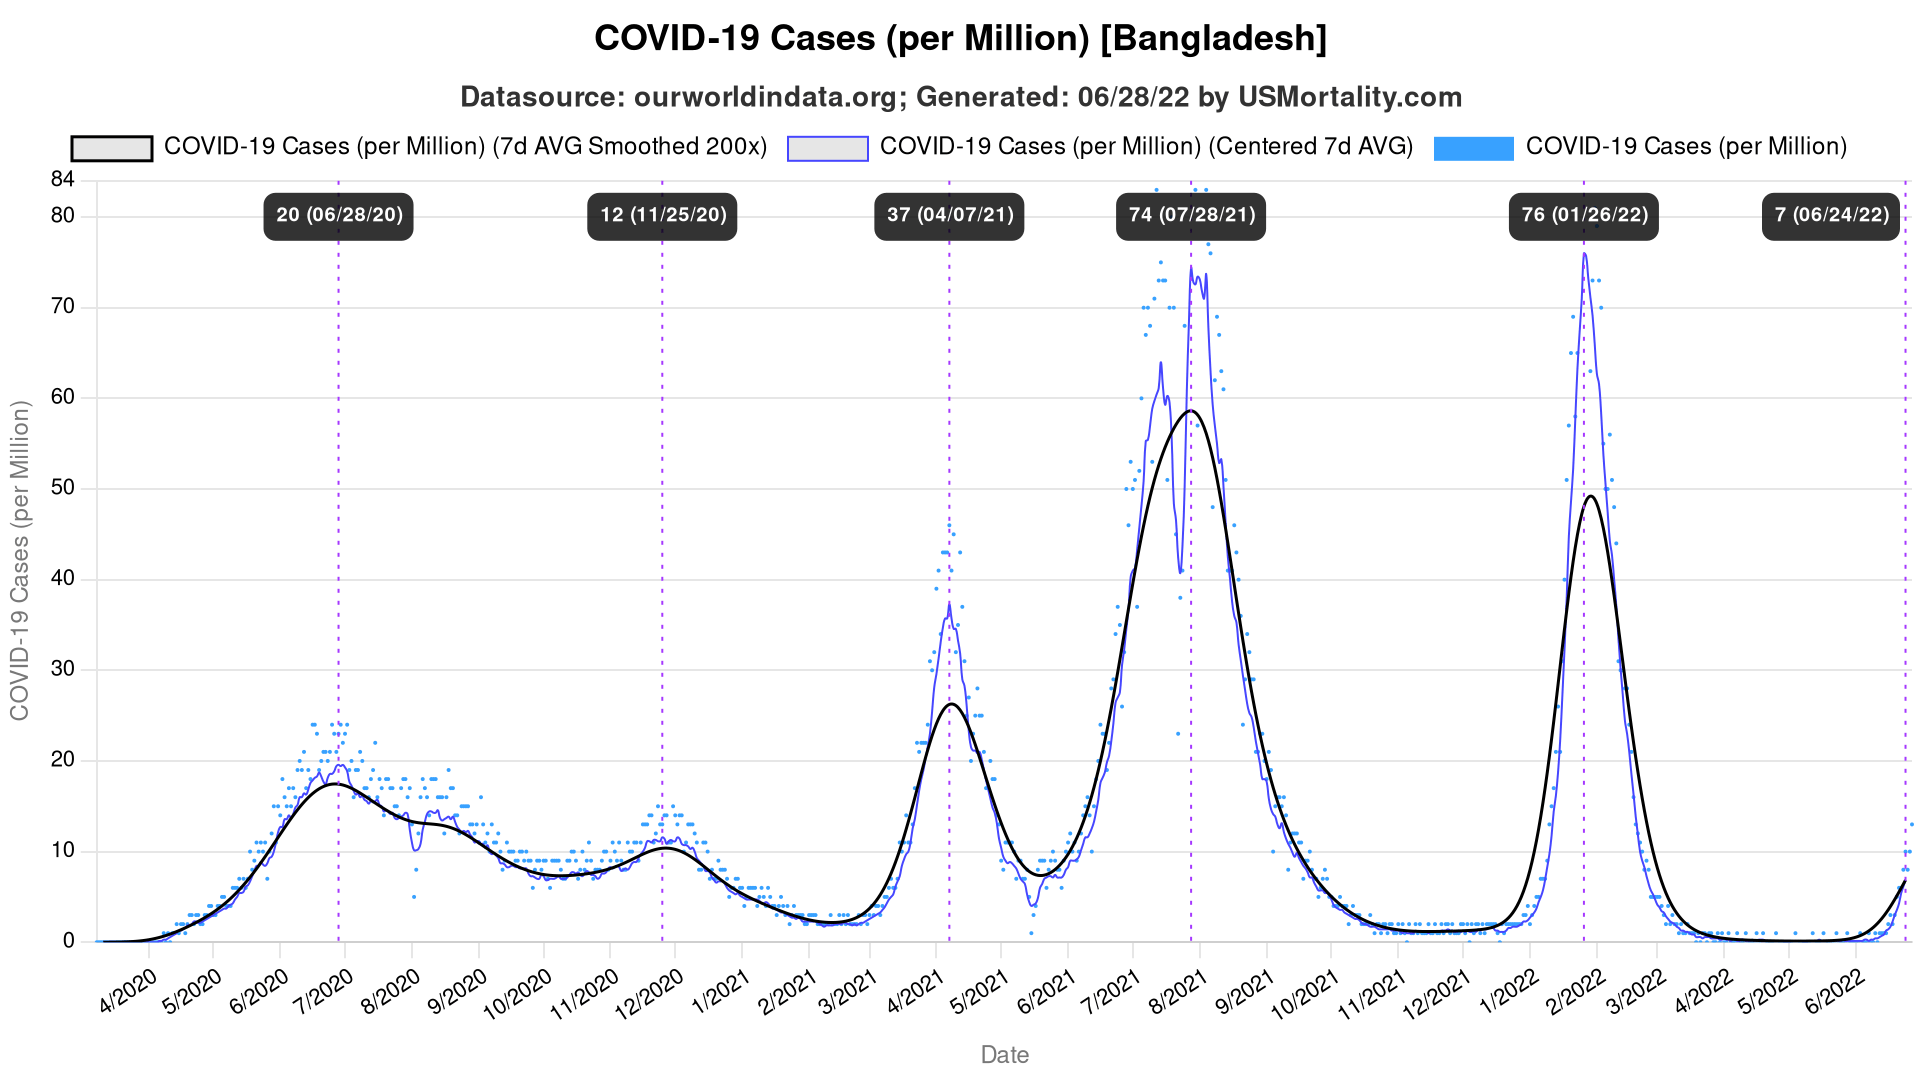 COVID-19 Cases (per Million) [Bangladesh]
Datasource: ourworldindata.org; Generated: 06/28/22 by USMortality.com
COVID-19 Cases (per Million) (7d AVG Smoothed 200x) COVID-19 Cases (per Million) (Centered 7d AVG) COVID-19 Cases (per Million)
84
80
70
60
50
40
30
20
10
0
COVID-19 Cases (per Million)
20 (06/28/20) 12 (11/25/20) 37 (04/07/21) 74 (07/28/21) 76 (01/26/22) 7 (06/24/22)
4/2020 5/2020 6/2020 7/2020 8/2020 9/2020 10/2020 11/2020 12/2020 1/2021 2/2021 3/2021 4/2021 5/2021 6/2021 7/2021 8/2021 9/2021 10/2021 11/2021 12/2021 1/2022 2/2022 3/2022 4/2022 5/2022 6/2022
Date